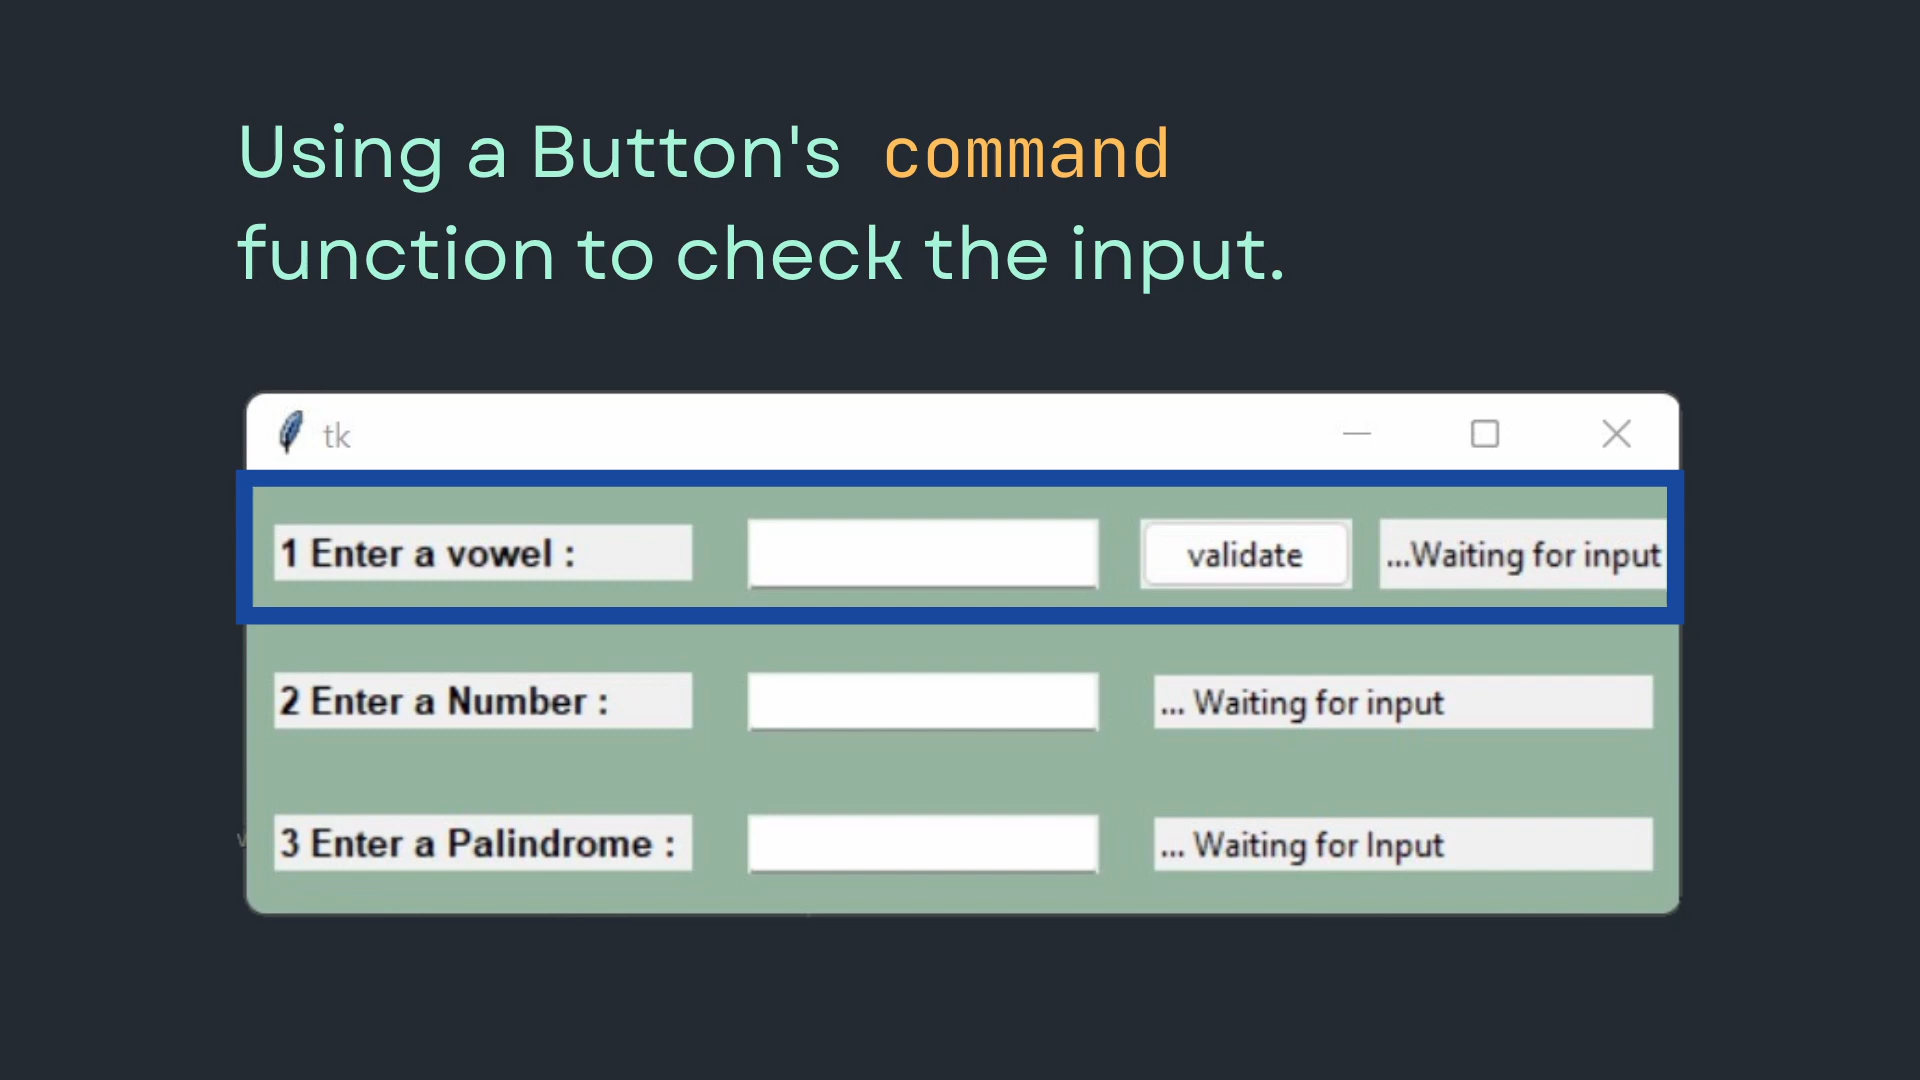 Using a Button's command
function to check the input.
tk
1 Enter a vowel :
validate
...Waiting for input
2 Enter a Number :
... Waiting for input
3 Enter a Palindrome :
... Waiting for Input